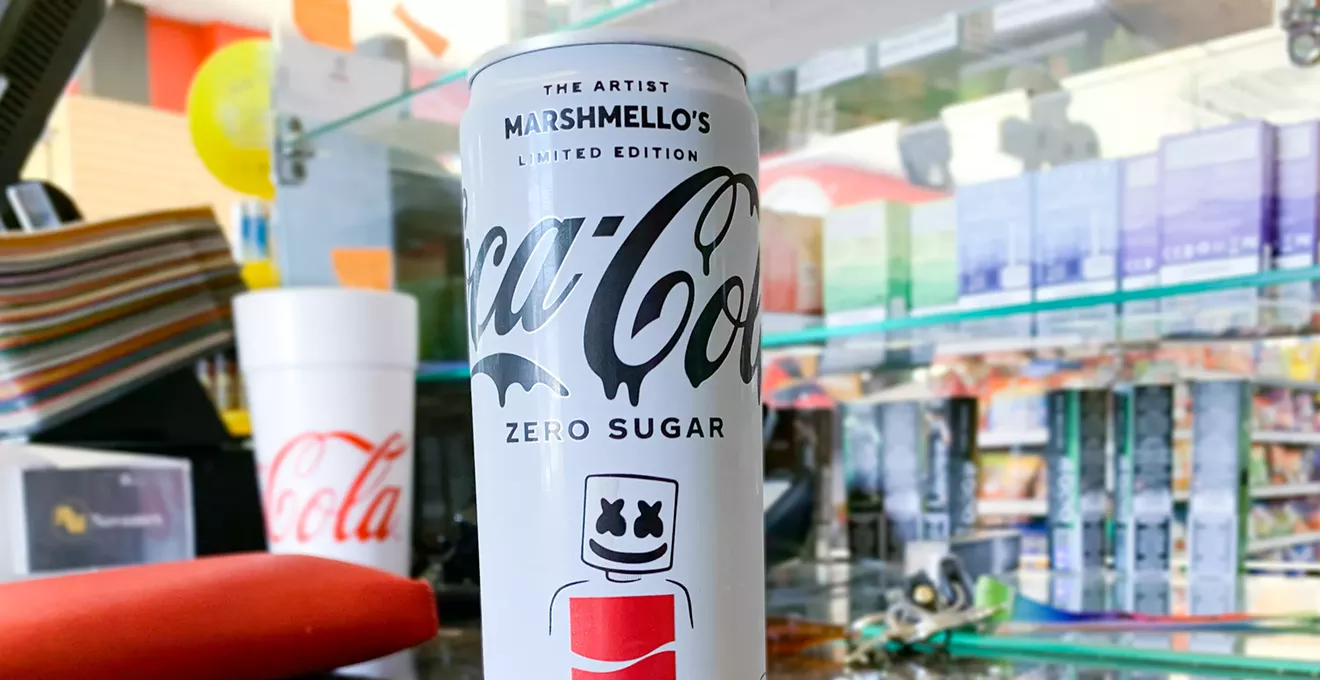 THE ARTIST
MARSHMELLO'S
LIMITED EDITION
Coca-Cola
ZERO SUGAR
Cola